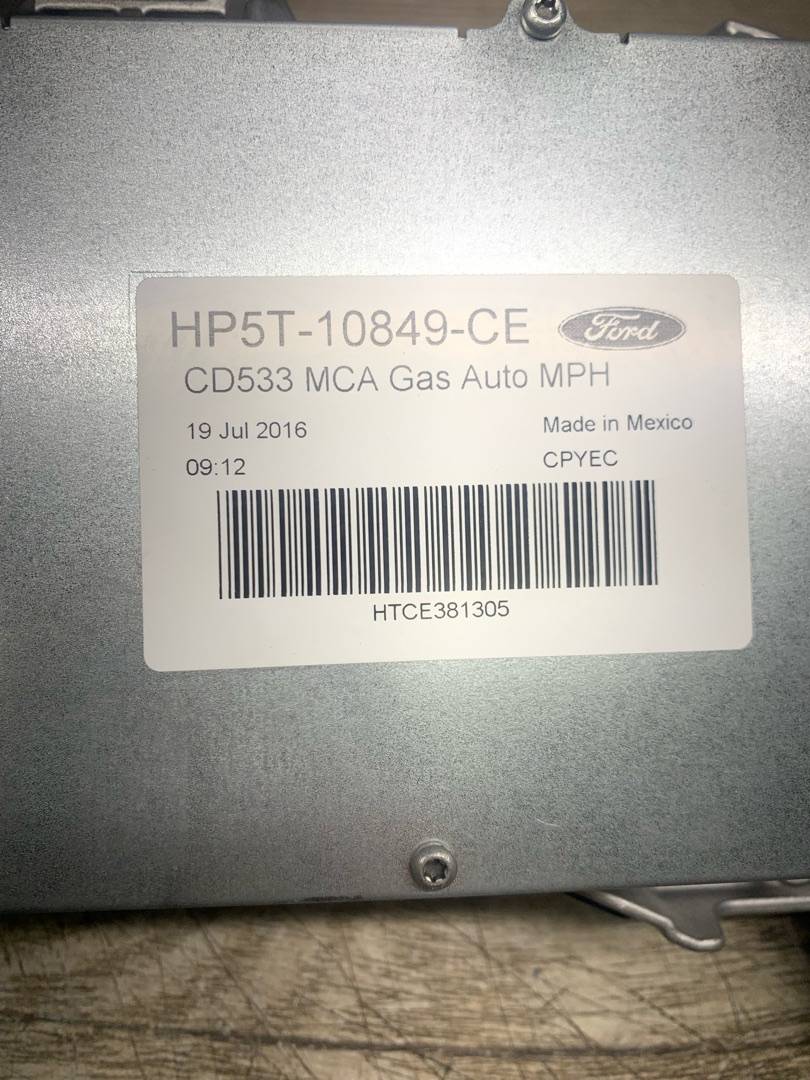 HP5T-10849-CE Ford
CD533 MCA Gas Auto MPH
19 Jul 2016 Made in Mexico
09:12 CPYEC
HTCE381305